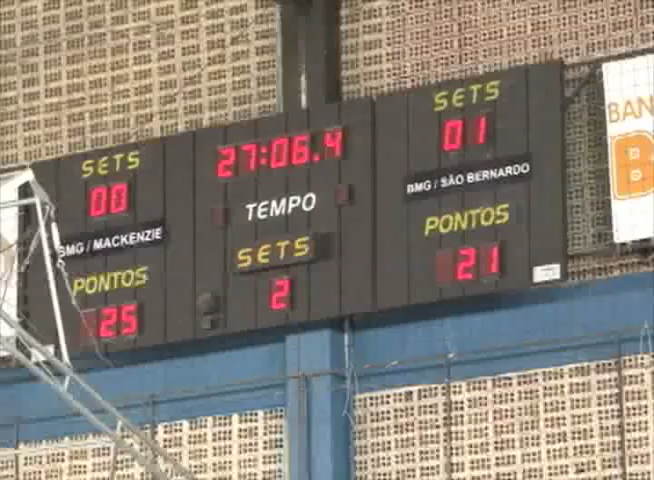 SETS
00
BMG / MACKENZIE
PONTOS
25
27:06.4
TEMPO
SETS
2
SETS
01
BMG / SÃO BERNARDO
PONTOS
21
BAN
B